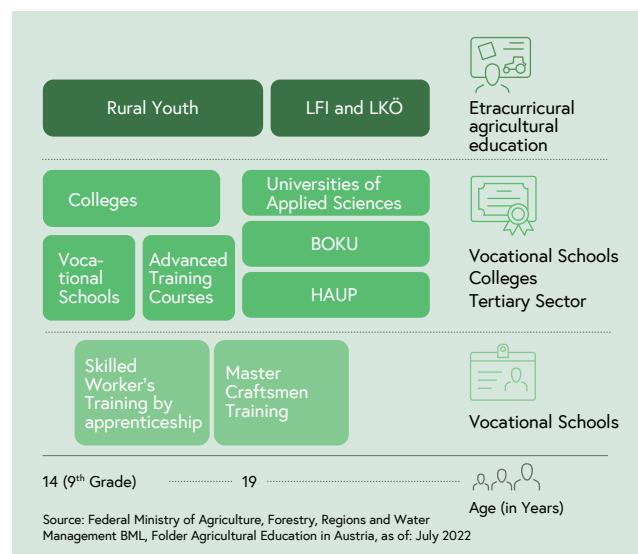 Rural Youth
LFI and LKÖ
Etracurricural
agricultural
education
Colleges
Universities of
Applied Sciences
Voca-
tional
Schools
Advanced
Training
Courses
BOKU
HAUP
Vocational Schools
Colleges
Tertiary Sector
Skilled
Worker's
Training by
apprenticeship
Master
Craftsmen
Training
Vocational Schools
14 (9th Grade) 19
Age (in Years)
Source: Federal Ministry of Agriculture, Forestry, Regions and Water
Management BML, Folder Agricultural Education in Austria, as of: July 2022